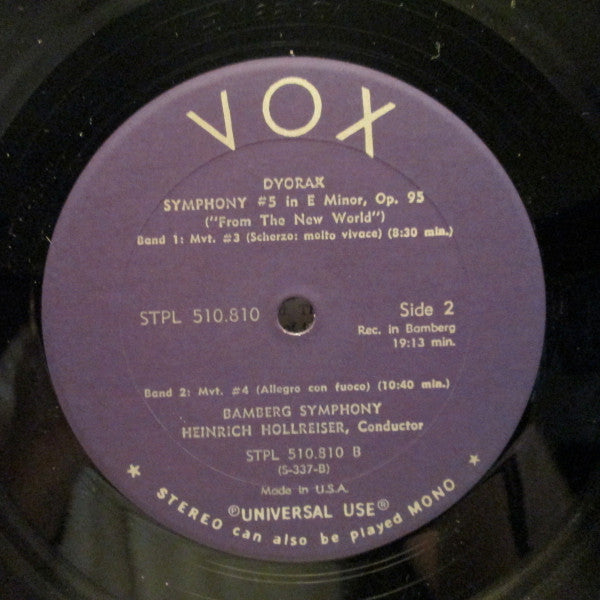 VOX
DVORAK
SYMPHONY #5 in E Minor, Op. 95
("From The New World")
Band 1: Mvt. #3 (Scherzo: molto vivace) (8:30 min.)
STPL 510.810
Side 2
Rec. in Bamberg
19:13 min.
Band 2: Mvt. #4 (Allegro con fuoco) (10:40 min.)
BAMBERG SYMPHONY
HEINRICH HOLLREISER, Conductor
STPL 510.810 B
(S-337-B)
Made in U.S.A.
℗UNIVERSAL USE®
★ STEREO can also be played MONO ★